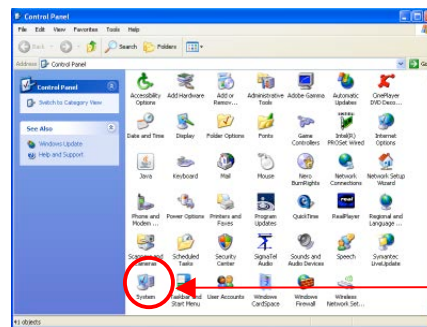 Control Panel
File Edit View Favorites Tools Help
Back Search Folders
Address Control Panel Go
Control Panel
Switch to Category View
See Also
Windows Update
Help and Support
Accessibility Options
Add Hardware
Add or Remov...
Administrative Tools
Adobe Gamma
Automatic Updates
CinePlayer DVD Deco...
Date and Time
Display
Folder Options
Fonts
Game Controllers
Intel(R) PROSet Wired
Internet Options
Java
Keyboard
Mail
Mouse
Nero BurnRights
Network Connections
Network Setup Wizard
Phone and Modem ...
Power Options
Printers and Faxes
Program Updates
QuickTime
RealPlayer
Regional and Language ...
Scanners and Cameras
Scheduled Tasks
Security Center
SigmaTel Audio
Sounds and Audio Devices
Speech
Symantec LiveUpdate
System
Taskbar and Start Menu
User Accounts
Windows CardSpace
Windows Firewall
Wireless Network Set...
41 objects